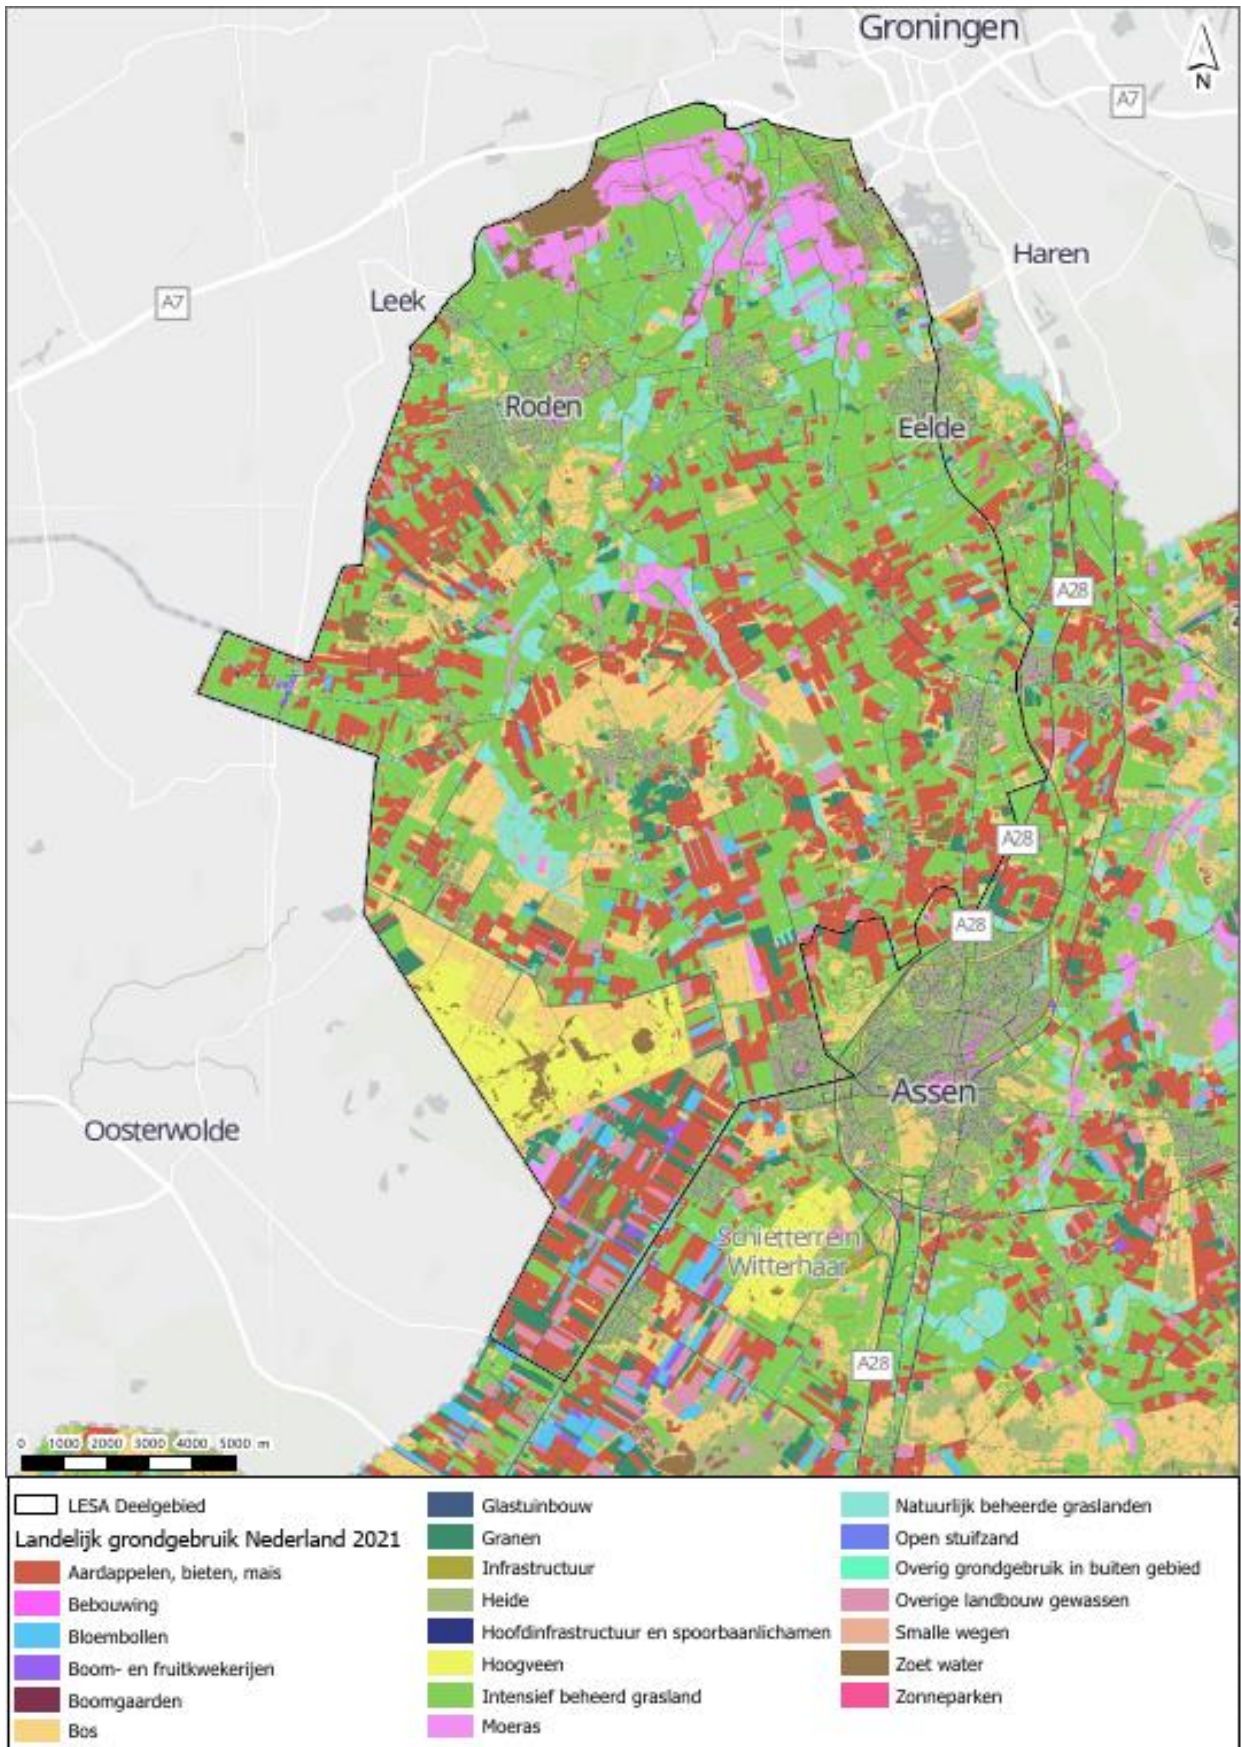 Groningen
N
A7
Haren
A7
Leek
Roden
Eelde
A28
A28
A28
Assen
Oosterwolde
Schietterrein
Witterhaar
A28
0 1000 2000 3000 4000 5000 m
LESA Deelgebied
Landelijk grondgebruik Nederland 2021
Aardappelen, bieten, mais
Bebouwing
Bloembollen
Boom- en fruitkwekerijen
Boomgaarden
Bos
Glastuinbouw
Granen
Infrastructuur
Heide
Hoofdinfrastructuur en spoorbaanlichamen
Hoogveen
Intensief beheerd grasland
Moeras
Natuurlijk beheerde graslanden
Open stuifzand
Overig grondgebruik in buiten gebied
Overige landbouw gewassen
Smalle wegen
Zoet water
Zonneparken